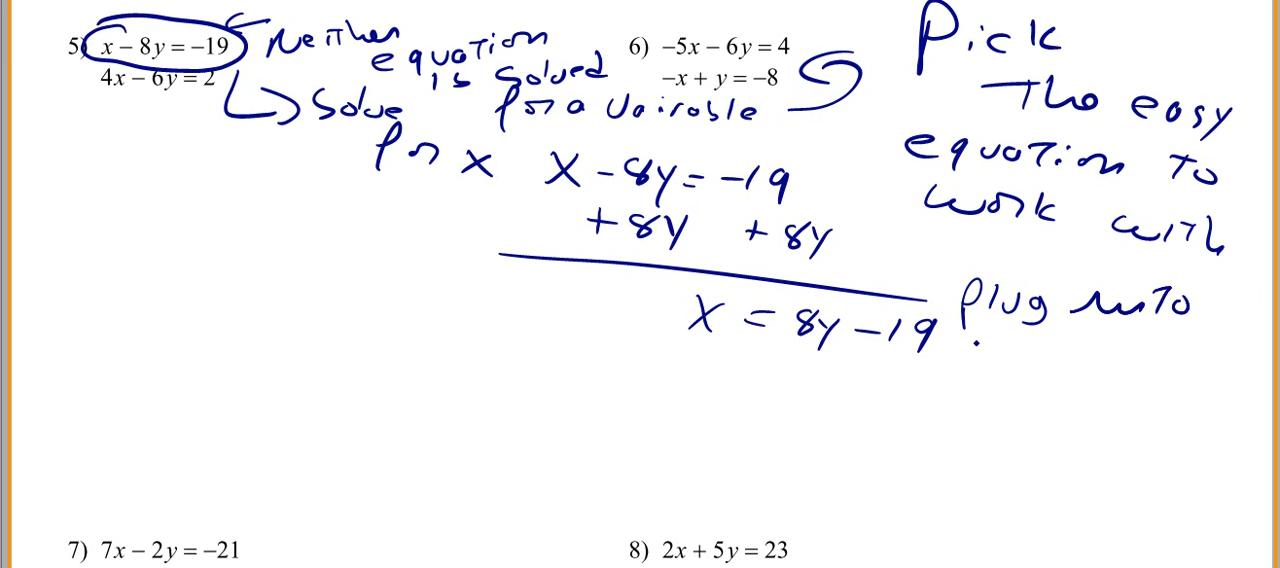 5) x – 8y = –19
4x – 6y = 2
Neither
equation
is solved
for a vairable
Solve
for x
6) –5x – 6y = 4
–x + y = –8
Pick
The easy
equation to
work with
x - 8y = -19
+ 8y + 8y
x = 8y - 19
Plug into
7) 7x – 2y = –21
8) 2x + 5y = 23